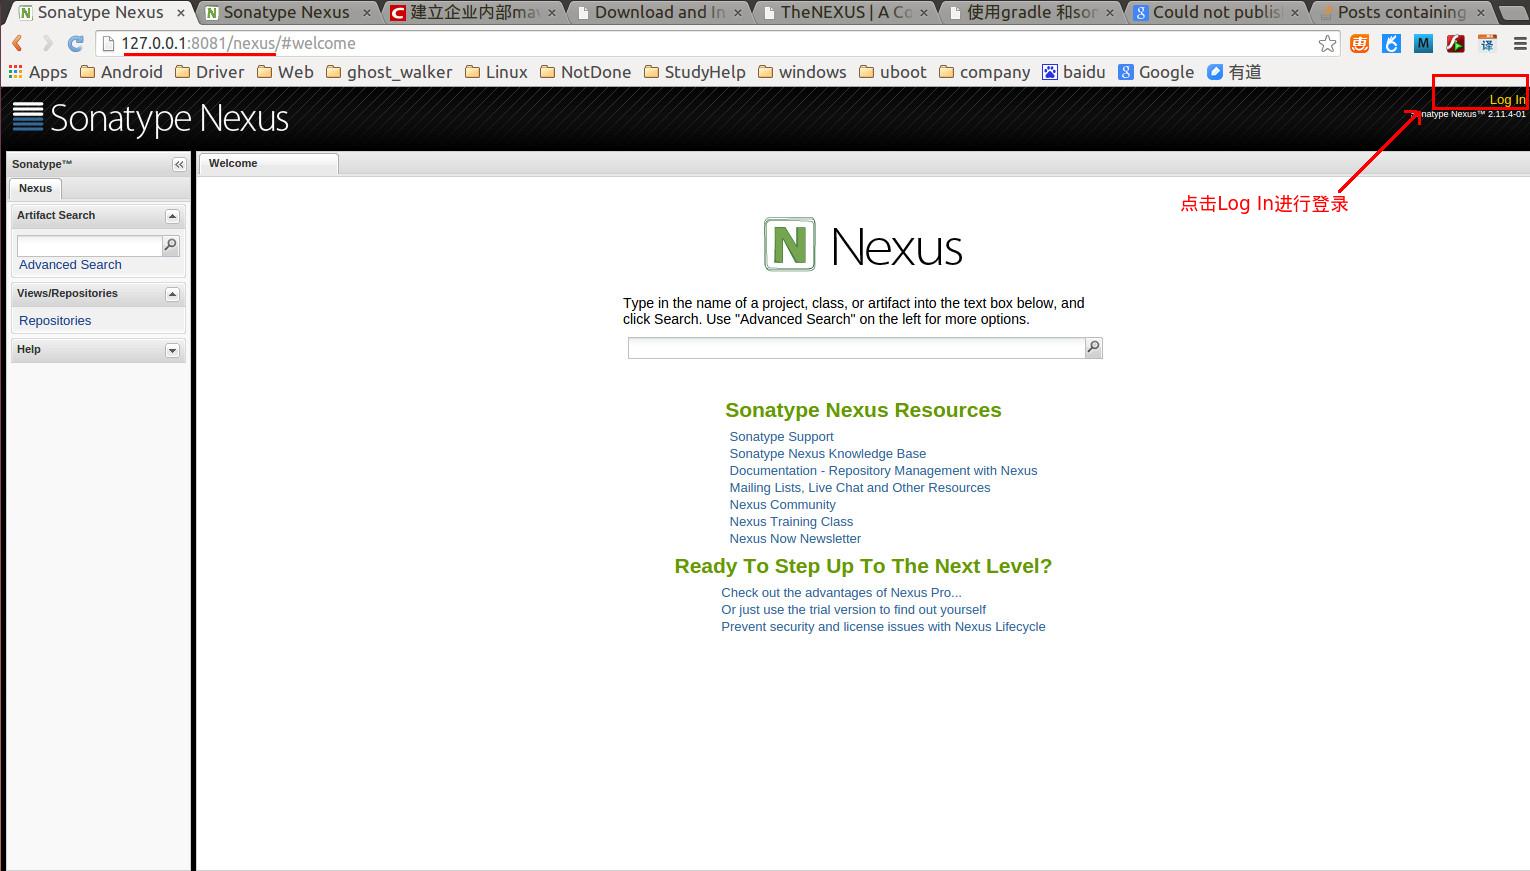 Sonatype Nexus
Sonatype Nexus
建立企业内部mav
Download and In
TheNEXUS | A Co
使用gradle 和son
Could not publis
Posts containing
127.0.0.1:8081/nexus/#welcome
Apps
Android
Driver
Web
ghost_walker
Linux
NotDone
StudyHelp
windows
uboot
company
baidu
Google
有道
Sonatype Nexus
Log In
Sonatype Nexus™ 2.11.4-01
点击Log In进行登录
Sonatype™
Nexus
Artifact Search
Advanced Search
Views/Repositories
Repositories
Help
Welcome
Nexus
Type in the name of a project, class, or artifact into the text box below, and
click Search. Use "Advanced Search" on the left for more options.
Sonatype Nexus Resources
Sonatype Support
Sonatype Nexus Knowledge Base
Documentation - Repository Management with Nexus
Mailing Lists, Live Chat and Other Resources
Nexus Community
Nexus Training Class
Nexus Now Newsletter
Ready To Step Up To The Next Level?
Check out the advantages of Nexus Pro...
Or just use the trial version to find out yourself
Prevent security and license issues with Nexus Lifecycle